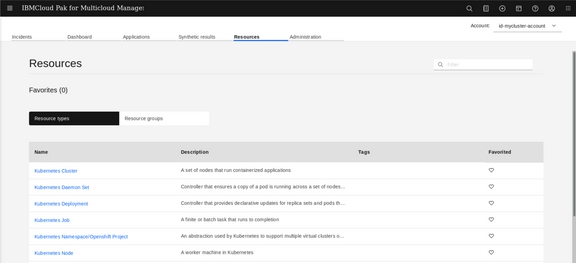 IBMCloud Pak for Multicloud Manage
Account: id-mycluster-account
Incidents Dashboard Applications Synthetic results Resources Administration
Resources
Filter
Favorites (0)
Resource types Resource groups
Name Description Tags Favorited
Kubernetes Cluster A set of nodes that run containerized applications
Kubernetes Daemon Set Controller that ensures a copy of a pod is running across a set of nodes...
Kubernetes Deployment Controller that provides declarative updates for replica sets and pods th...
Kubernetes Job A finite or batch task that runs to completion
Kubernetes Namespace/Openshift Project An abstraction used by Kubernetes to support multiple virtual clusters o...
Kubernetes Node A worker machine in Kubernetes